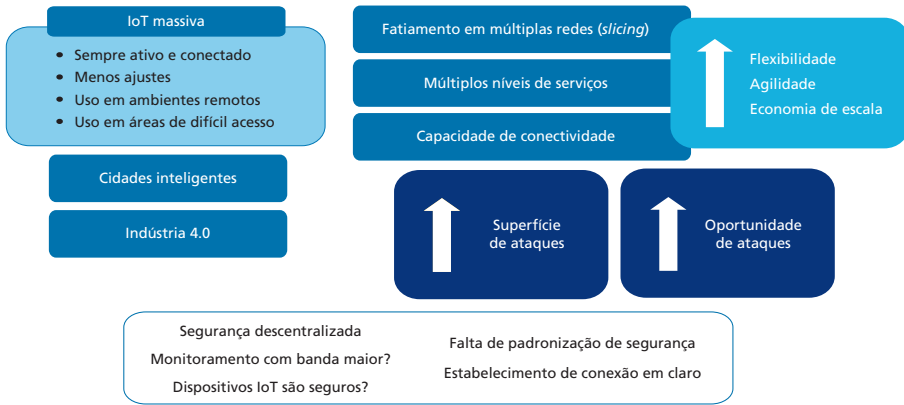 IoT massiva
• Sempre ativo e conectado
• Menos ajustes
• Uso em ambientes remotos
• Uso em áreas de difícil acesso
Cidades inteligentes
Indústria 4.0
Fatiamento em múltiplas redes (slicing)
Múltiplos níveis de serviços
Capacidade de conectividade
Flexibilidade
Agilidade
Economia de escala
Superfície
de ataques
Oportunidade
de ataques
Segurança descentralizada
Monitoramento com banda maior?
Dispositivos IoT são seguros?
Falta de padronização de segurança
Estabelecimento de conexão em claro